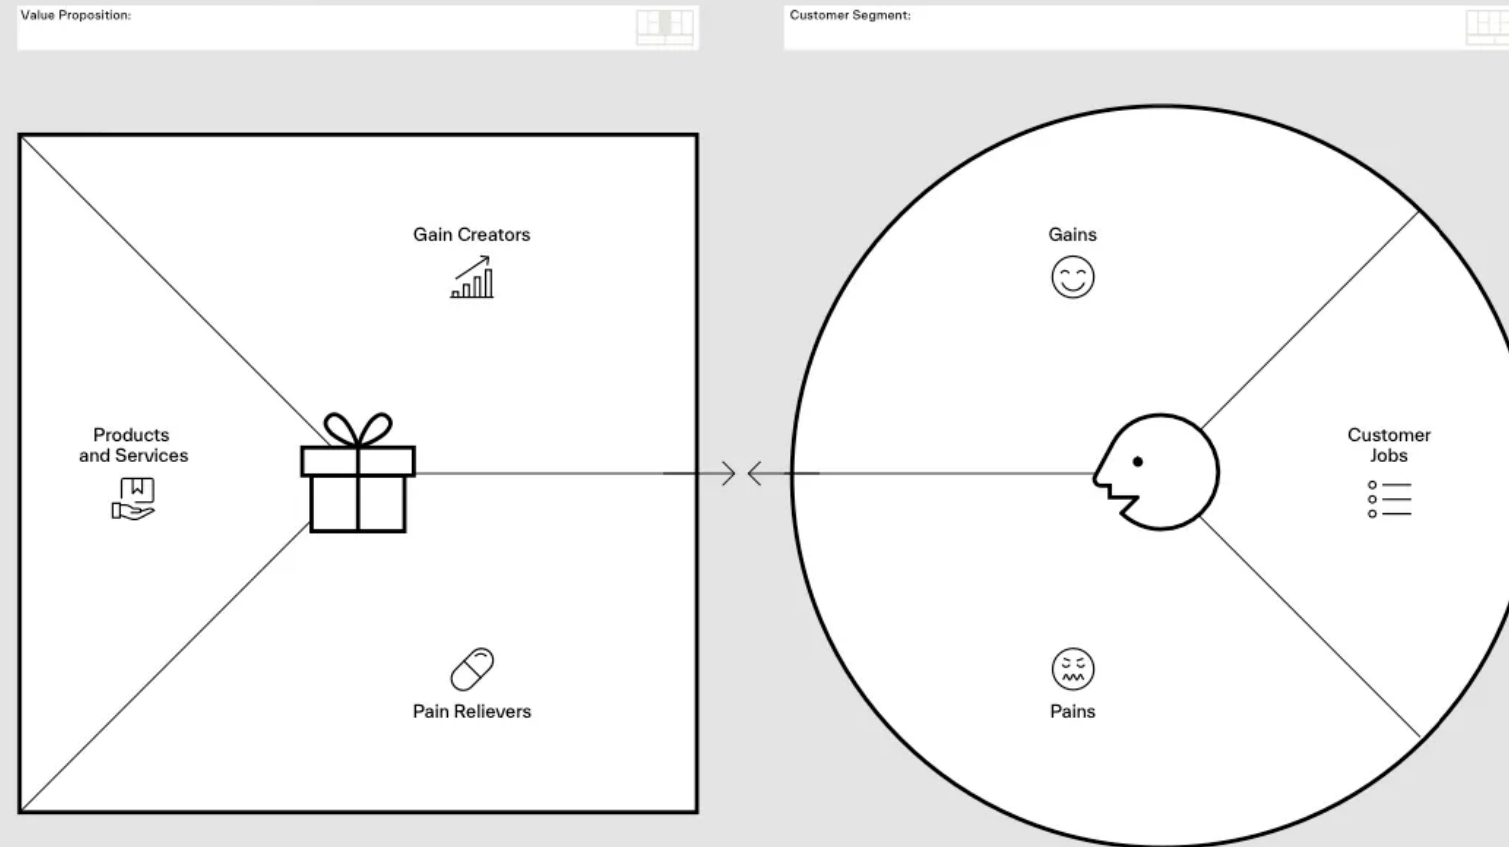 Value Proposition:
Customer Segment:
Gain Creators
Gains
Products
and Services
Customer
Jobs
Pain Relievers
Pains